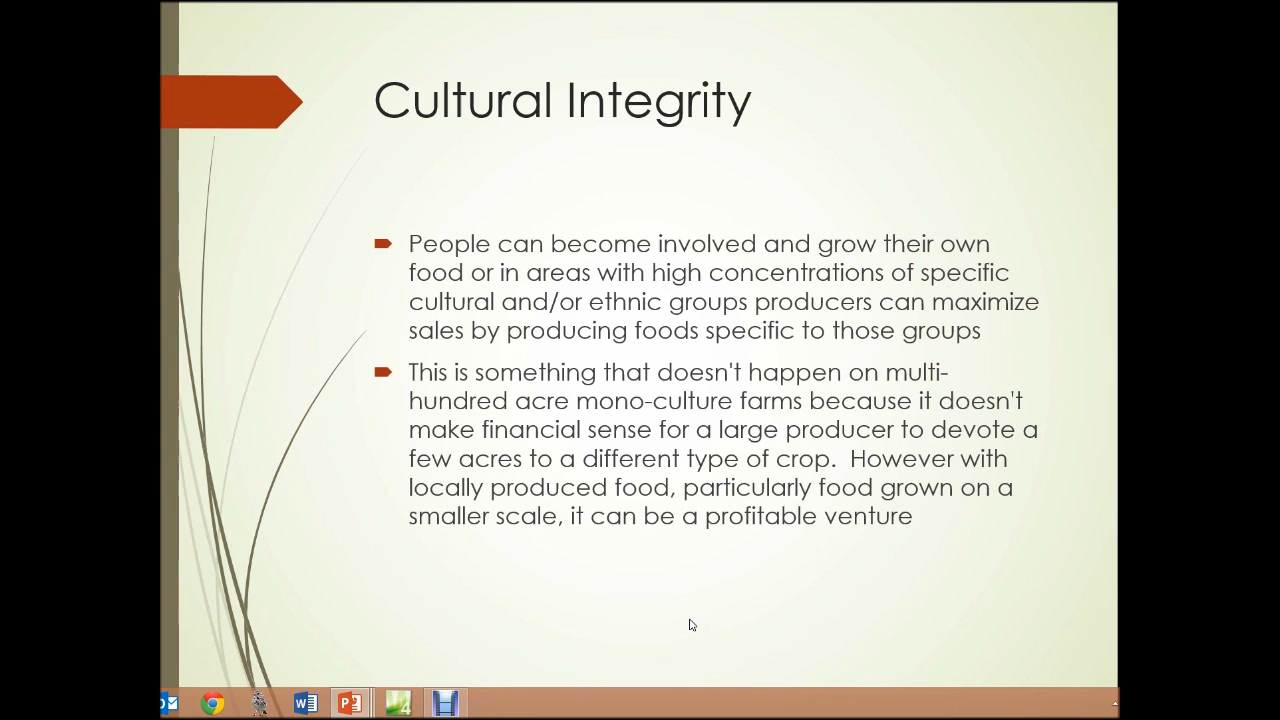 Cultural Integrity
People can become involved and grow their own
food or in areas with high concentrations of specific
cultural and/or ethnic groups producers can maximize
sales by producing foods specific to those groups
This is something that doesn't happen on multi-
hundred acre mono-culture farms because it doesn't
make financial sense for a large producer to devote a
few acres to a different type of crop.  However with
locally produced food, particularly food grown on a
smaller scale, it can be a profitable venture